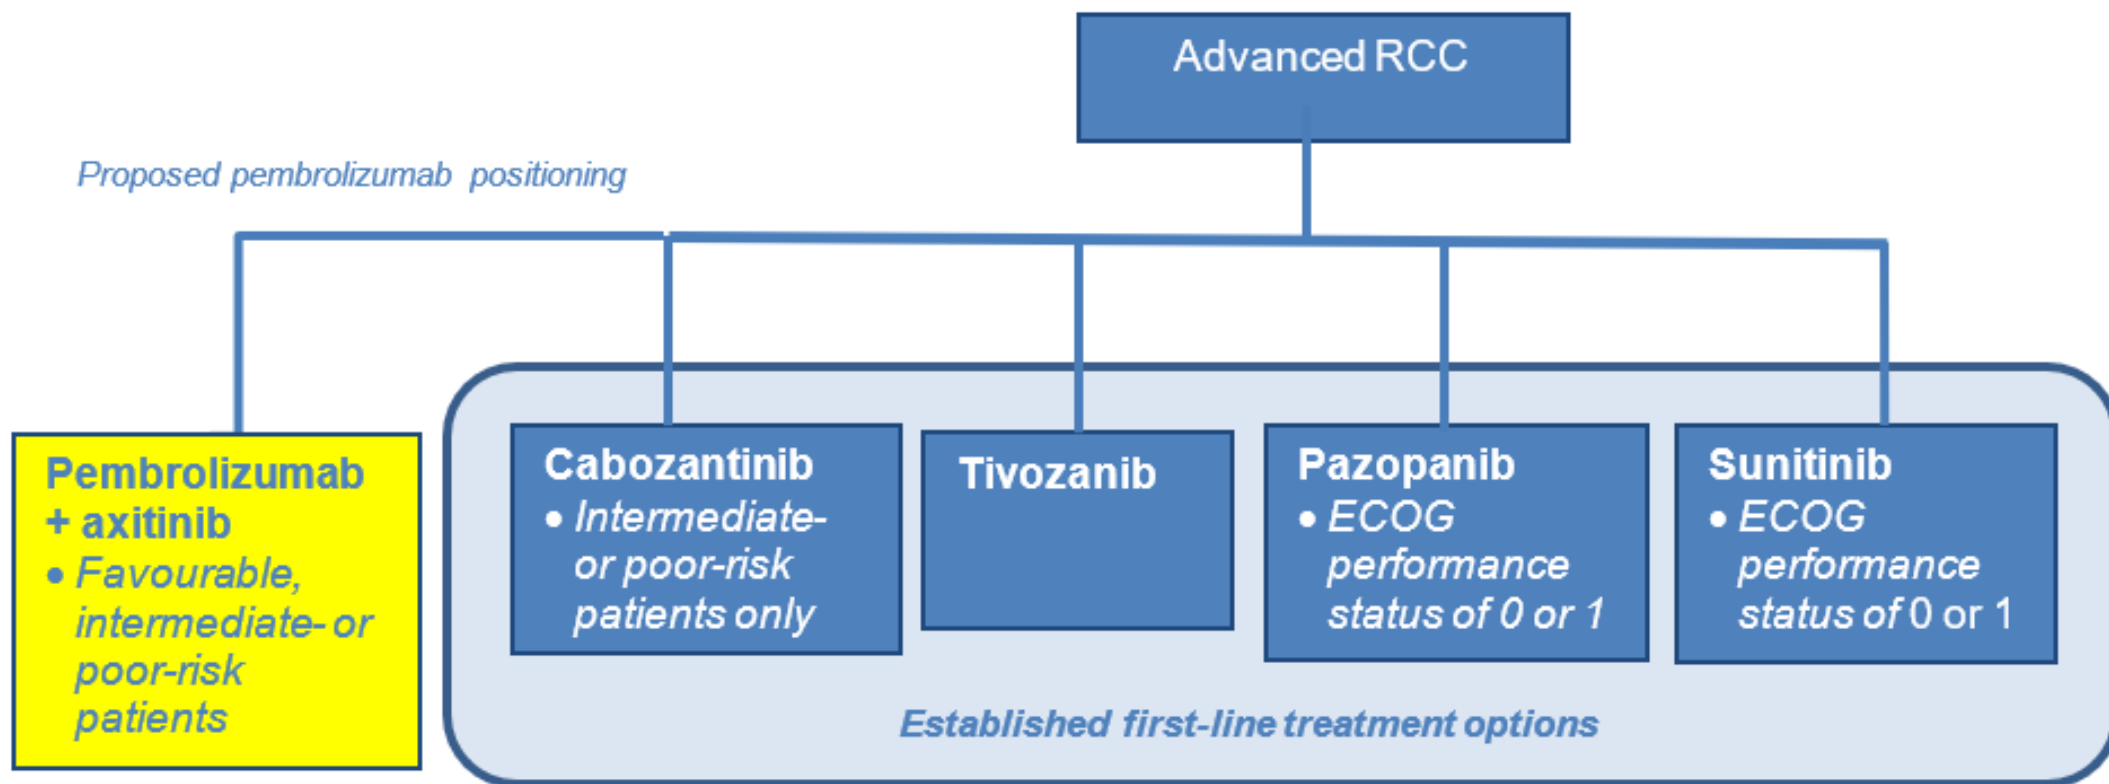 Advanced RCC
Proposed pembrolizumab positioning
Pembrolizumab
+ axitinib
• Favourable,
intermediate- or
poor-risk
patients
Cabozantinib
• Intermediate-
or poor-risk
patients only
Tivozanib
Pazopanib
• ECOG
performance
status of 0 or 1
Sunitinib
• ECOG
performance
status of 0 or 1
Established first-line treatment options